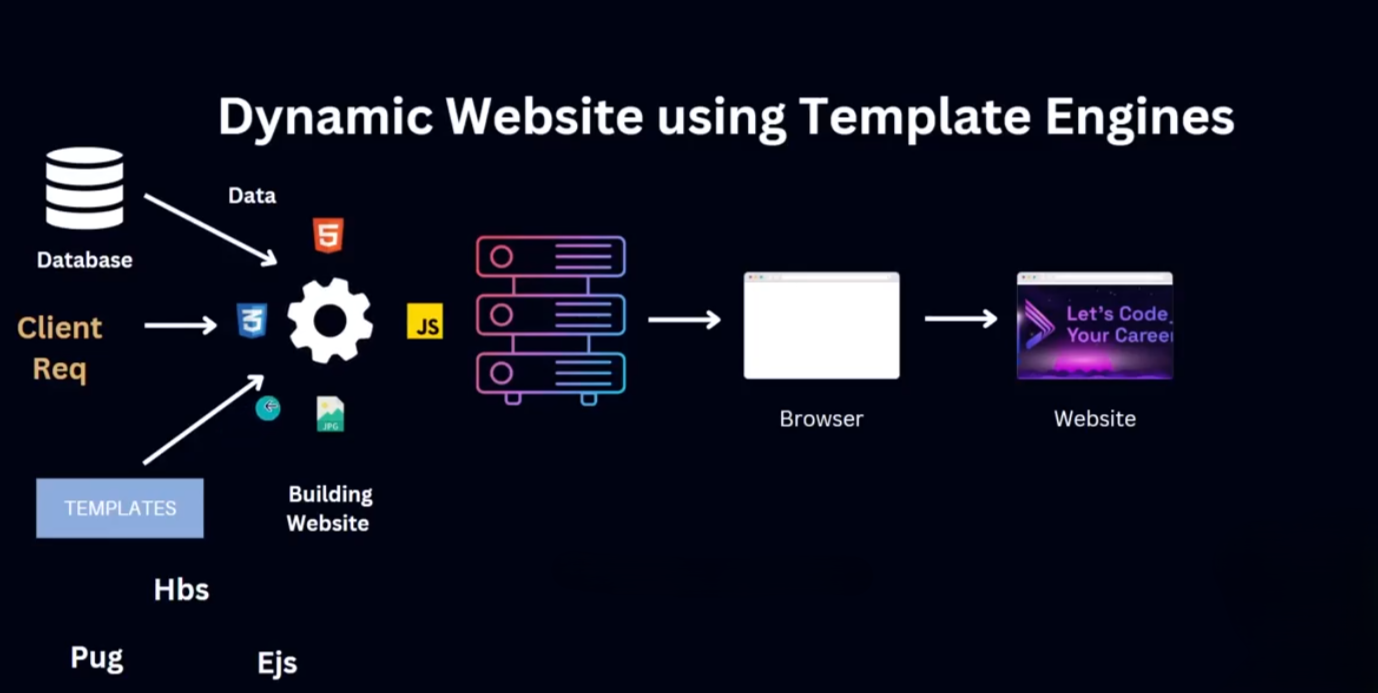 Dynamic Website using Template Engines
Data
5
Database
Client
Req
3
JS
JPG
TEMPLATES
Building
Website
Hbs
Pug
Ejs
Browser
Let's Code
Your Career
Website